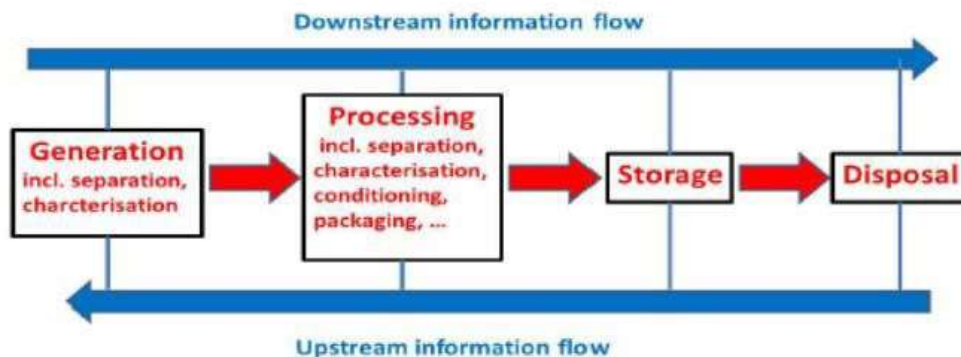 Downstream information flow
Generation
incl. separation,
charcterisation
Processing
incl. separation,
characterisation,
conditioning,
packaging, ...
Storage
Disposal
Upstream information flow